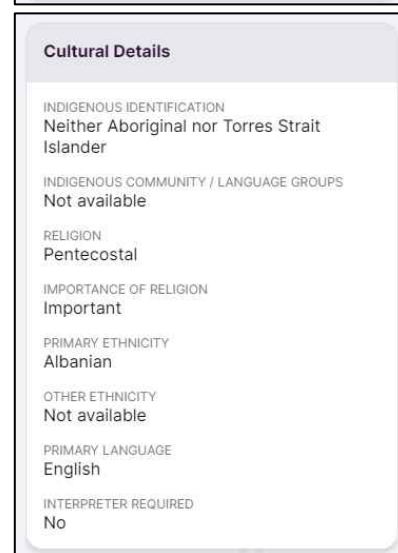 Cultural Details
INDIGENOUS IDENTIFICATION
Neither Aboriginal nor Torres Strait
Islander
INDIGENOUS COMMUNITY / LANGUAGE GROUPS
Not available
RELIGION
Pentecostal
IMPORTANCE OF RELIGION
Important
PRIMARY ETHNICITY
Albanian
OTHER ETHNICITY
Not available
PRIMARY LANGUAGE
English
INTERPRETER REQUIRED
No